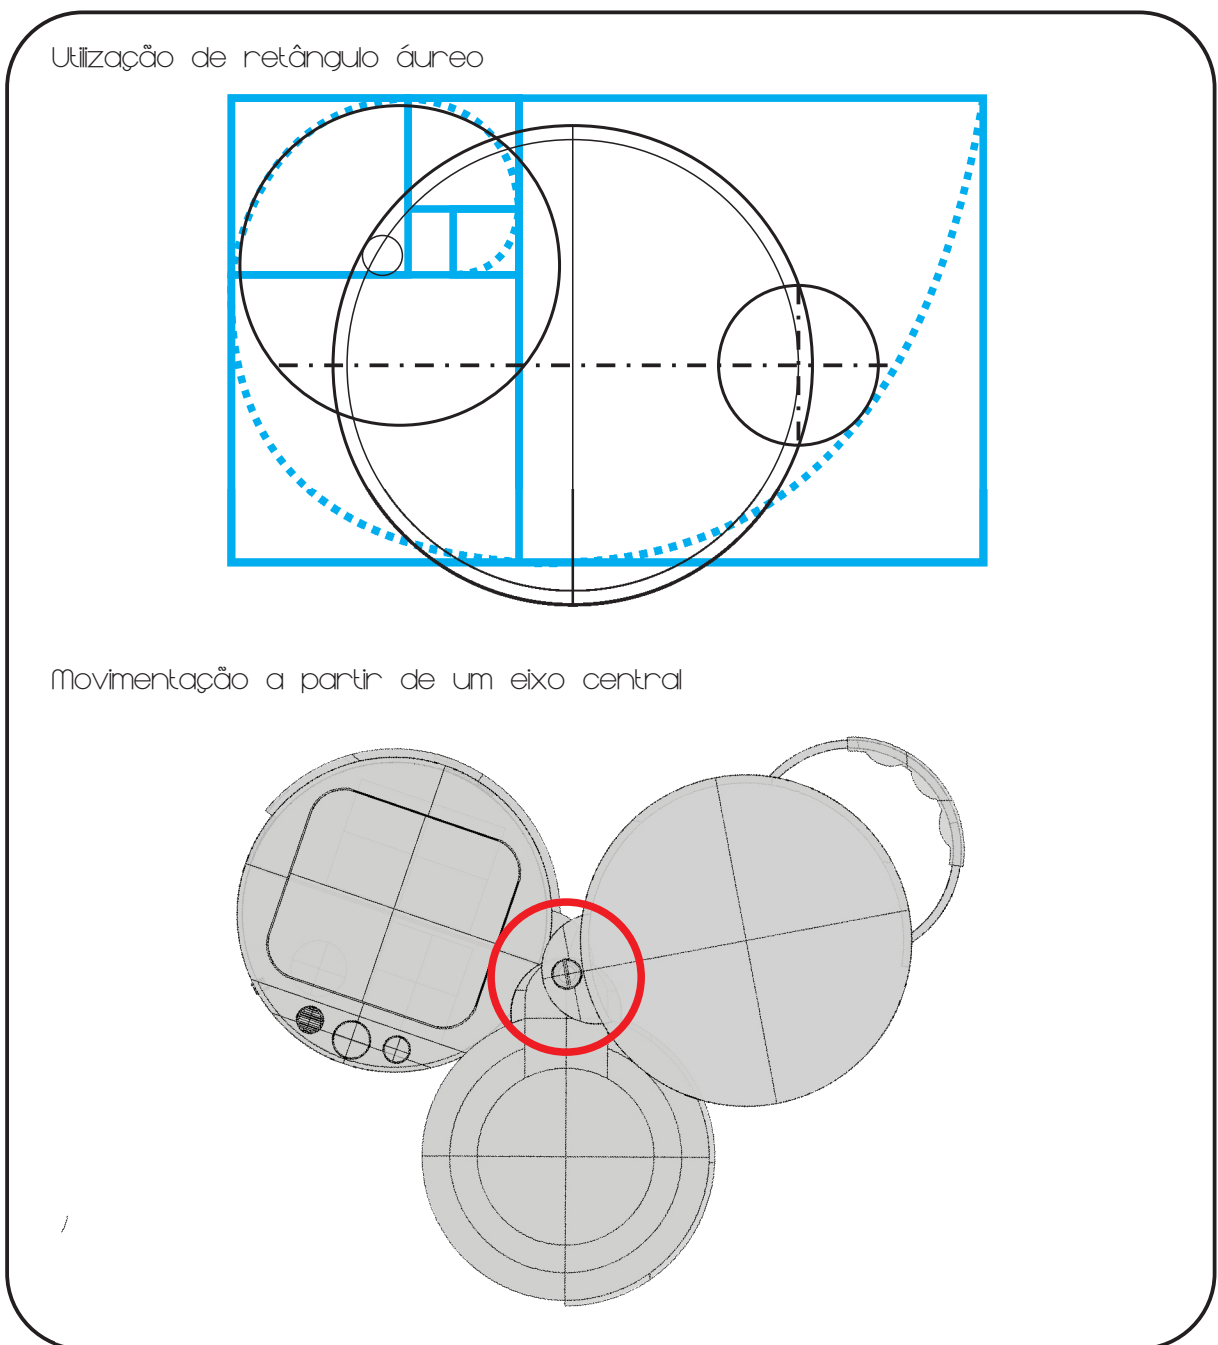 Utilização de retângulo áureo
Movimentação a partir de um eixo central